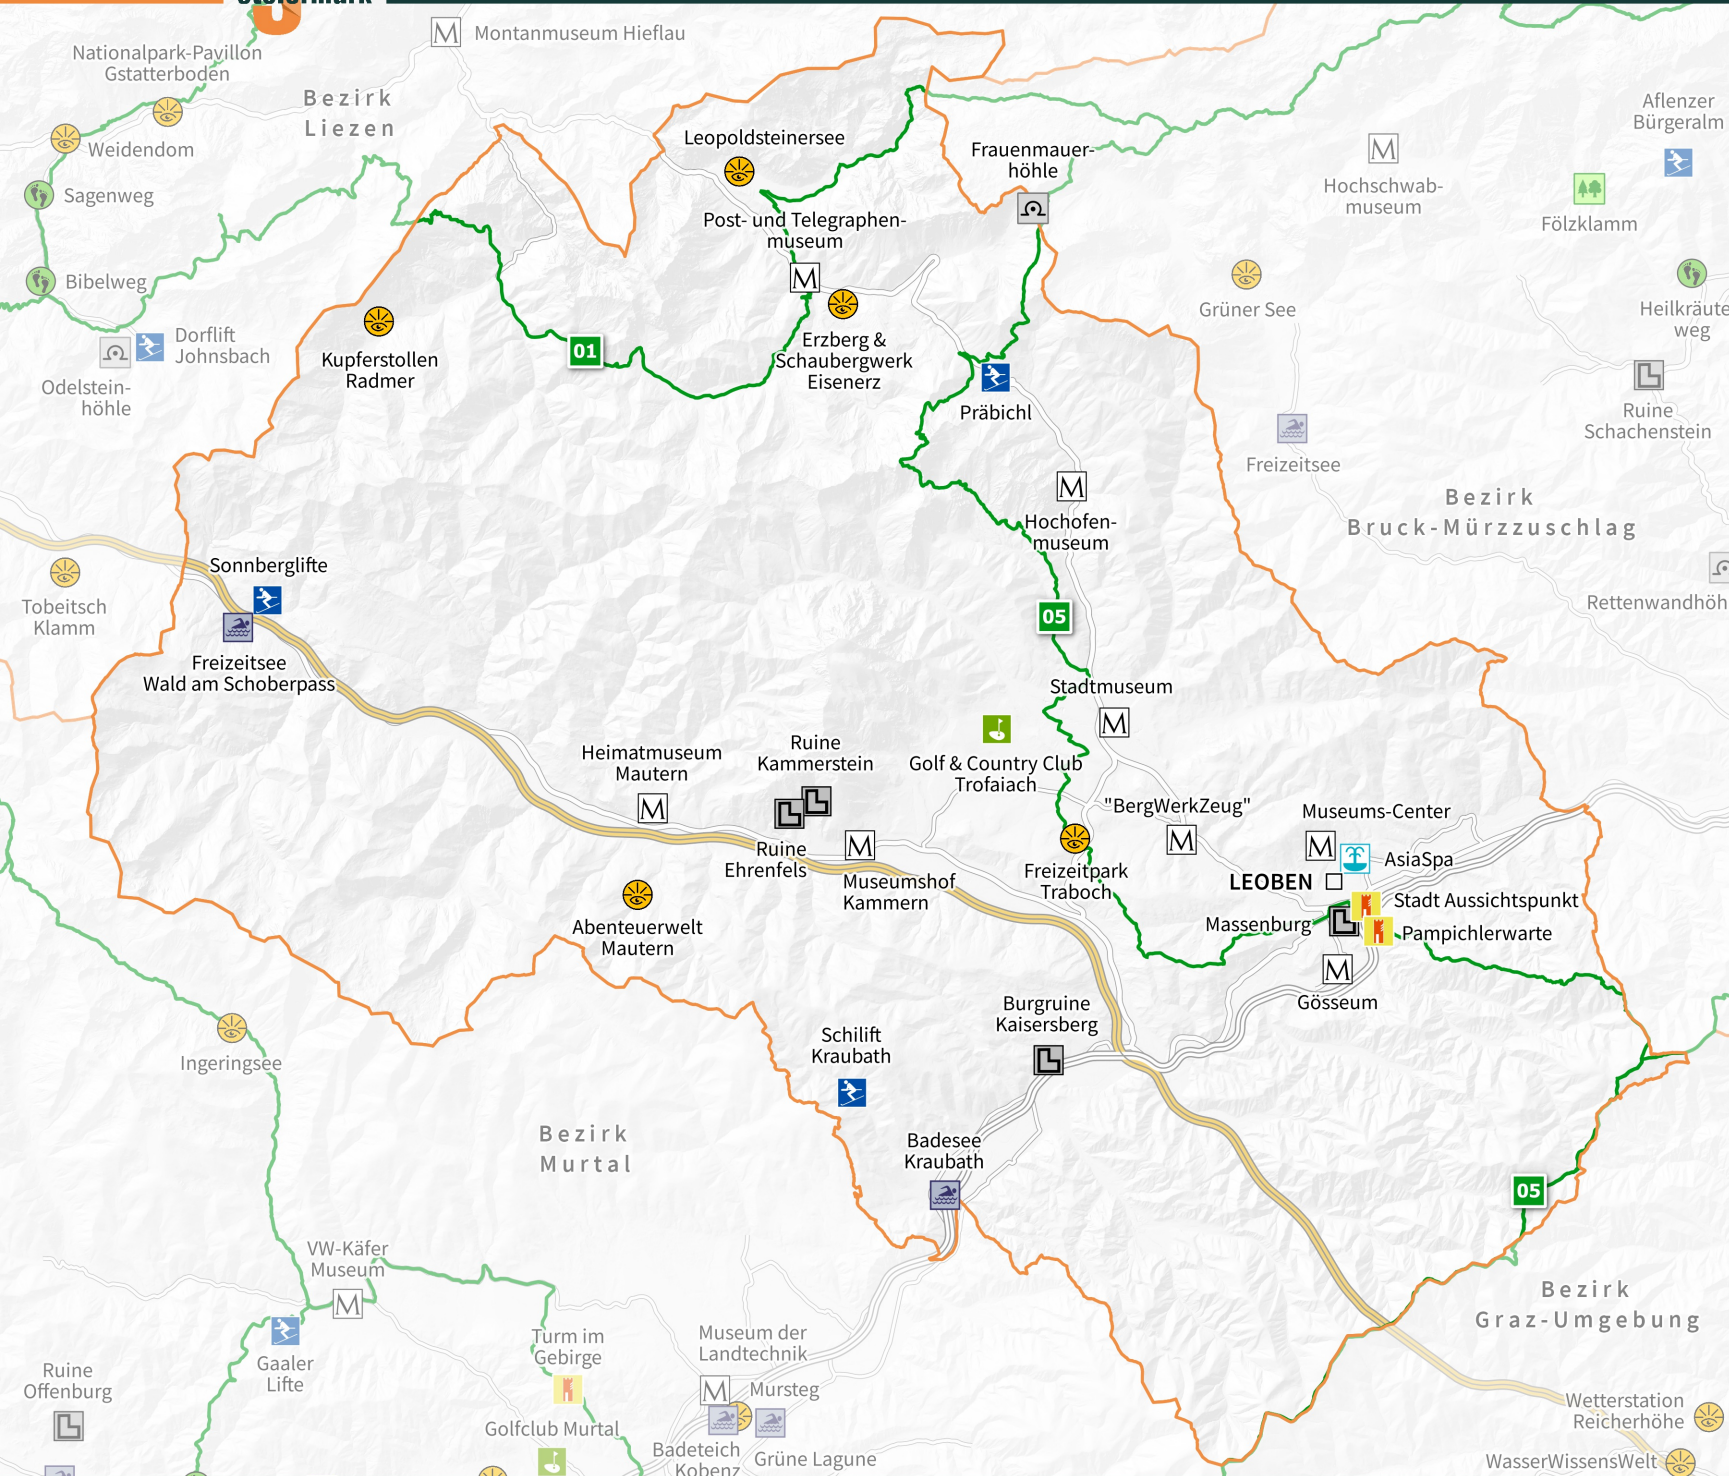 Steiermark
Montanmuseum Hieflau
Nationalpark-Pavillon
Gstatterboden
Bezirk
Liezen
Weidendom
Sagenweg
Bibelweg
Dorflift
Johnsbach
Odelstein-
höhle
Leopoldsteinersee
Frauenmauer-
höhle
Post- und Telegraphen-
museum
Aflenzer
Bürgeralm
Hochschwab-
museum
Fölzklamm
Grüner See
Heilkräute
weg
Kupferstollen
Radmer
01
Erzberg &
Schaubergwerk
Eisenerz
Präbichl
Ruine
Schachenstein
Freizeitsee
Bezirk
Bruck-Mürzzuschlag
Hochofen-
museum
Sonnberglifte
Tobeitsch
Klamm
Rettenwandhöh
05
Freizeitsee
Wald am Schoberpass
Stadtmuseum
Heimatmuseum
Mautern
Ruine
Kammerstein
Golf & Country Club
Trofaiach
"BergWerkZeug"
Museums-Center
Ruine
Ehrenfels
Museumshof
Kammern
Freizeitpark
Traboch
AsiaSpa
LEOBEN
Stadt Aussichtspunkt
Massenburg
Pampichlerwarte
Abenteuerwelt
Mautern
Gösseum
Burgruine
Kaisersberg
Ingeringsee
Schilift
Kraubath
Bezirk
Murtal
Badesee
Kraubath
05
VW-Käfer
Museum
Bezirk
Graz-Umgebung
Turm im
Gebirge
Museum der
Landtechnik
Gaaler
Lifte
Ruine
Offenburg
Mursteg
Golfclub Murtal
Badeteich
Kobenz
Grüne Lagune
Wetterstation
Reicherhöhe
WasserWissensWelt